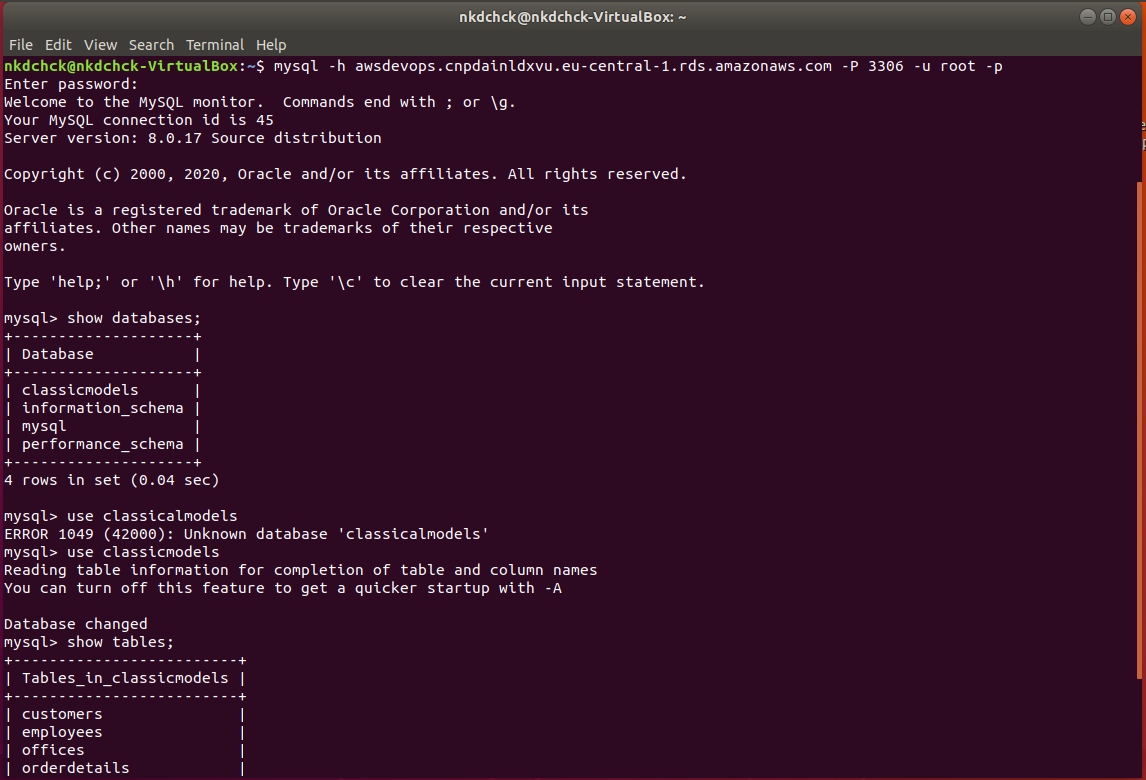 nkdchck@nkdchck-VirtualBox: ~
File Edit View Search Terminal Help
nkdchck@nkdchck-VirtualBox:~$ mysql -h awsdevops.cnpdainldxvu.eu-central-1.rds.amazonaws.com -P 3306 -u root -p
Enter password:
Welcome to the MySQL monitor.  Commands end with ; or \g.
Your MySQL connection id is 45
Server version: 8.0.17 Source distribution

Copyright (c) 2000, 2020, Oracle and/or its affiliates. All rights reserved.

Oracle is a registered trademark of Oracle Corporation and/or its
affiliates. Other names may be trademarks of their respective
owners.

Type 'help;' or '\h' for help. Type '\c' to clear the current input statement.

mysql> show databases;
+--------------------+
| Database           |
+--------------------+
| classicmodels      |
| information_schema |
| mysql              |
| performance_schema |
+--------------------+
4 rows in set (0.04 sec)

mysql> use classicalmodels
ERROR 1049 (42000): Unknown database 'classicalmodels'
mysql> use classicmodels
Reading table information for completion of table and column names
You can turn off this feature to get a quicker startup with -A

Database changed
mysql> show tables;
+-------------------------+
| Tables_in_classicmodels |
+-------------------------+
| customers               |
| employees               |
| offices                 |
| orderdetails            |